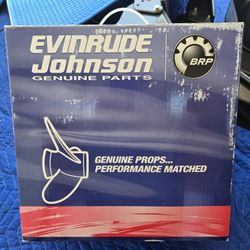 EVINRUDE
Johnson
GENUINE PARTS
BRP
GENUINE PROPS...
PERFORMANCE MATCHED